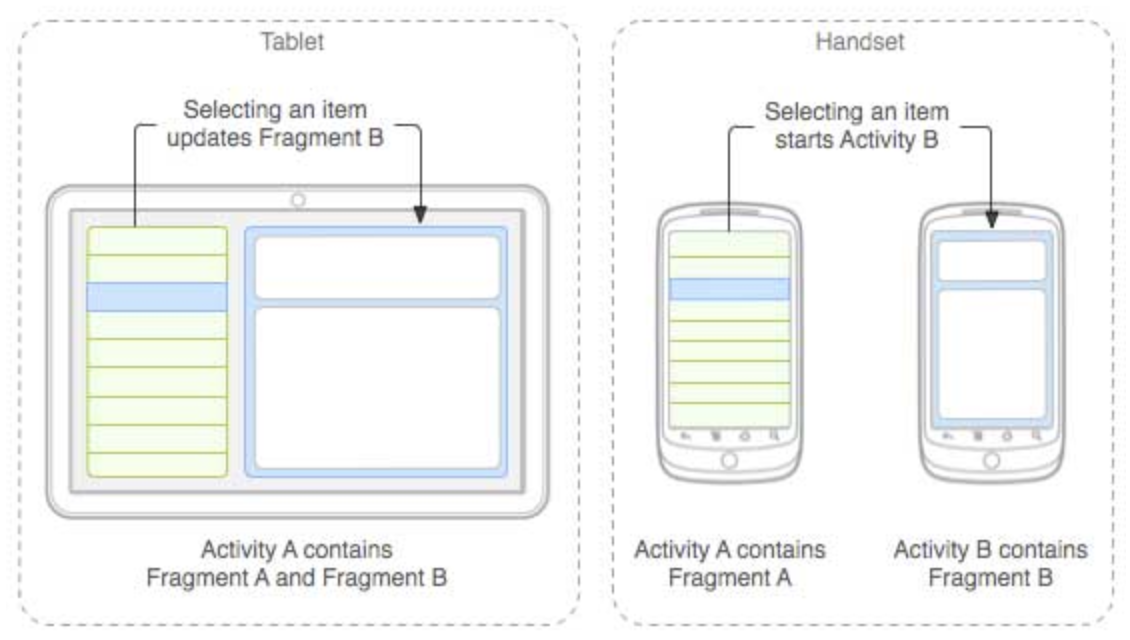 Tablet
Selecting an item
updates Fragment B
Activity A contains
Fragment A and Fragment B
Handset
Selecting an item
starts Activity B
Activity A contains
Fragment A
Activity B contains
Fragment B